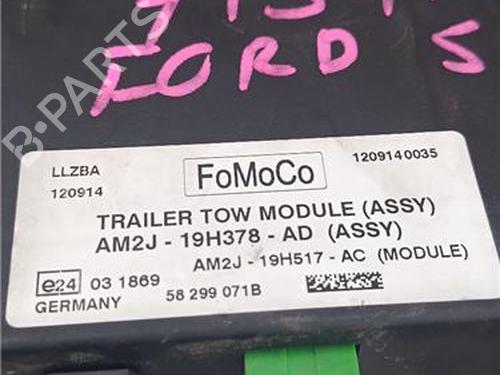 FORD S
B-PARTS
LLZBA
120914
FoMoCo
1209140035
TRAILER TOW MODULE (ASSY)
AM2J - 19H378 - AD (ASSY)
AM2J - 19H517 - AC (MODULE)
e24 03 1869
GERMANY
58 299 071B